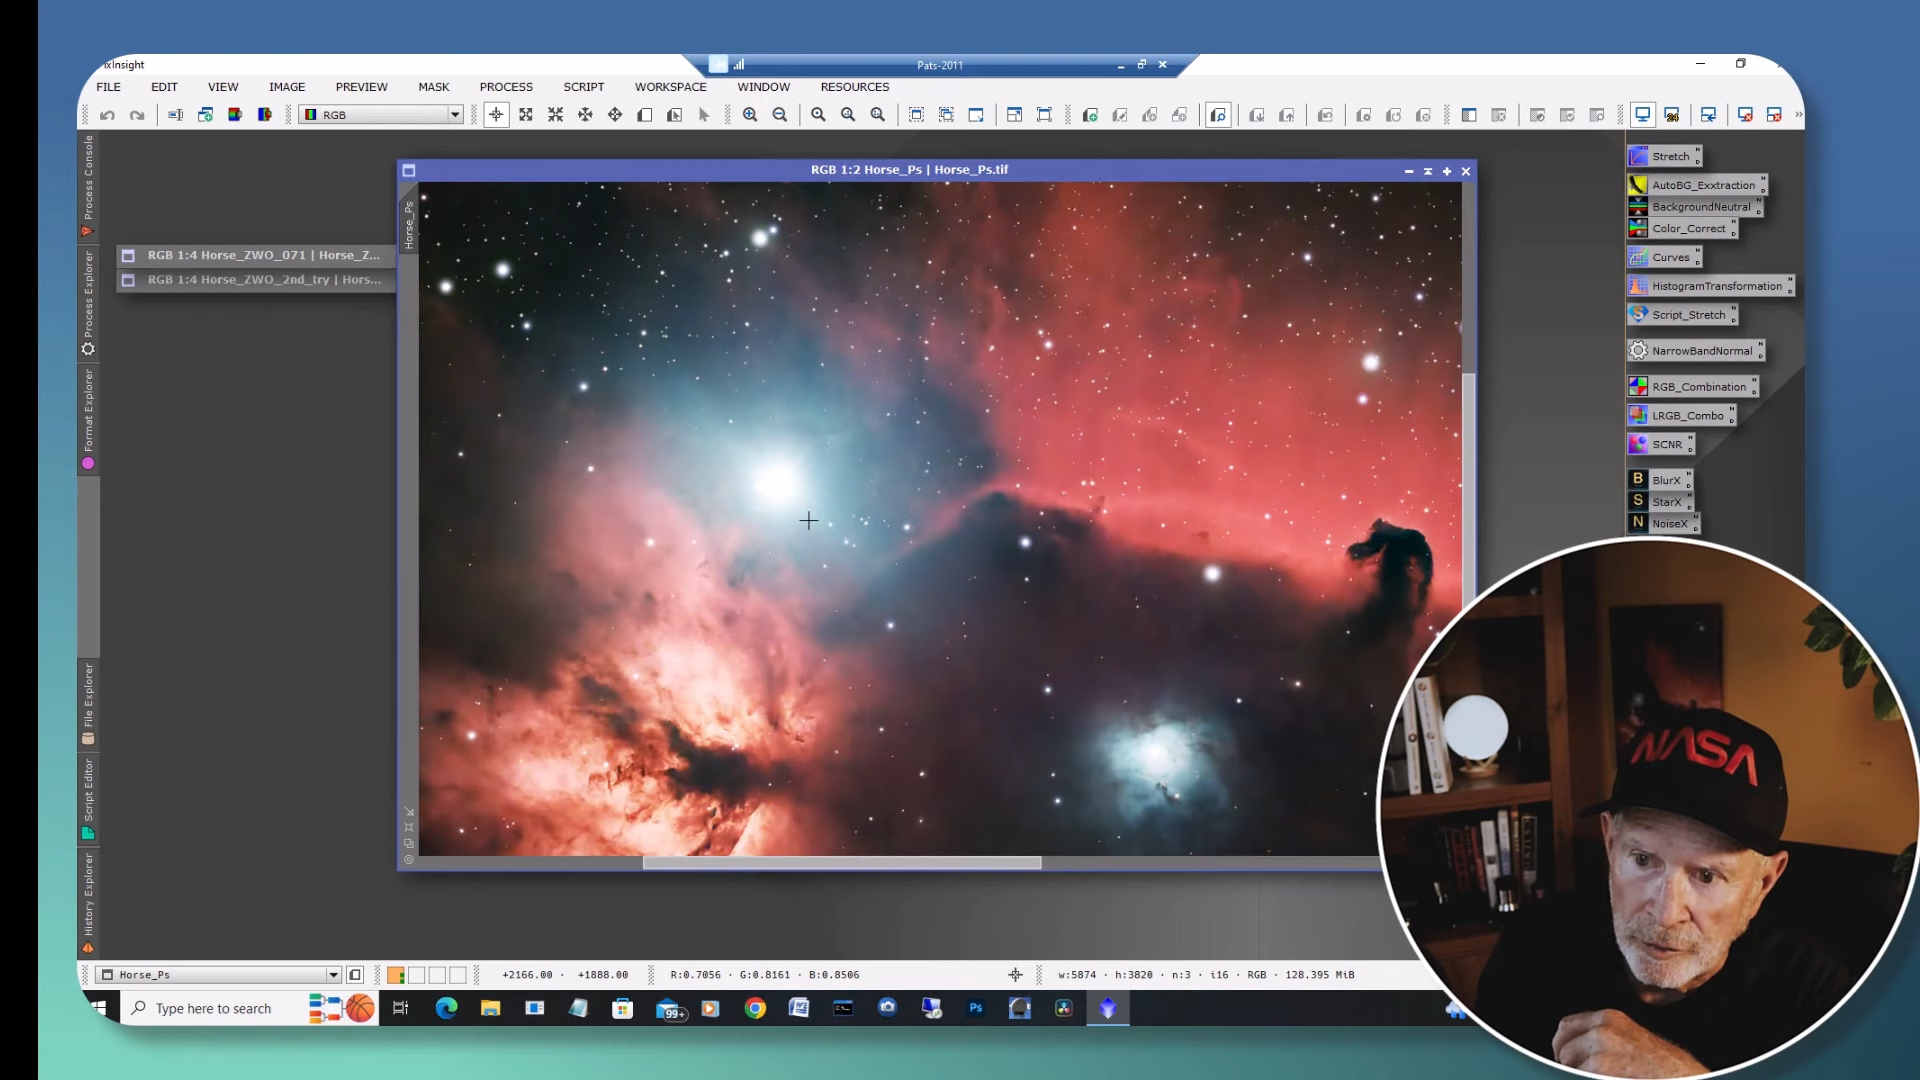 ixInsight
Pats-2011
FILE EDIT VIEW IMAGE PREVIEW MASK PROCESS SCRIPT WORKSPACE WINDOW RESOURCES
RGB
24
Process Console
Process Explorer
Format Explorer
File Explorer
Script Editor
History Explorer
RGB 1:4 Horse_ZWO_071 | Horse_Z...
RGB 1:4 Horse_ZWO_2nd_try | Hors...
RGB 1:2 Horse_Ps | Horse_Ps.tif
Horse_Ps
Stretch
AutoBG_Exxtraction
BackgroundNeutral
Color_Correct
Curves
HistogramTransformation
Script_Stretch
NarrowBandNormal
RGB_Combination
LRGB_Combo
SCNR
B BlurX
S StarX
N NoiseX
NASA
Horse_Ps
+2166.00 · +1888.00
R:0.7056 · G:0.8161 · B:0.8506
w:5874 · h:3820 · n:3 · i16 · RGB · 128.395 MiB
Type here to search
99+
Ps